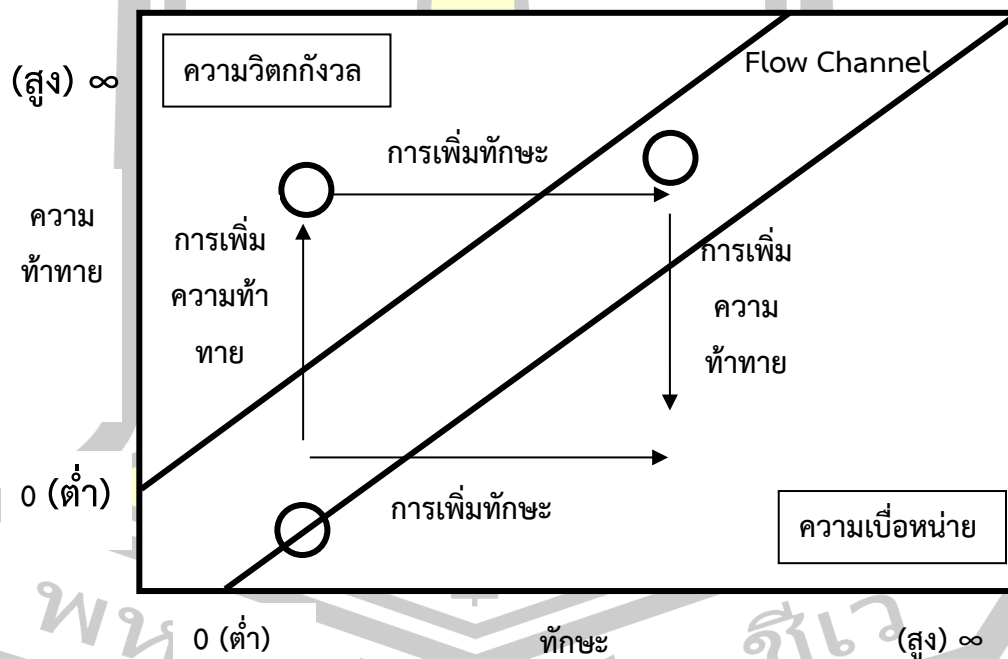 ความวิตกกังวล
Flow Channel
(สูง) ∞
การเพิ่มทักษะ
ความ
ท้าทาย
การเพิ่ม
ความท้า
ทาย
การเพิ่ม
ความ
ท้าทาย
0 (ต่ำ)
การเพิ่มทักษะ
ความเบื่อหน่าย
พห
ชีเว
0 (ต่ำ)
ทักษะ
(สูง) ∞